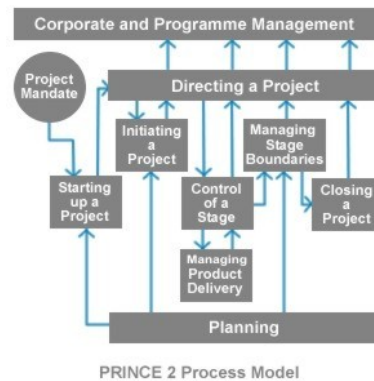 Corporate and Programme Management
Project
Mandate
Directing a Project
Initiating
a
Project
Managing
Stage
Boundaries
Starting
up a
Project
Control
of a
Stage
Closing
a
Project
Managing
Product
Delivery
Planning
PRINCE 2 Process Model